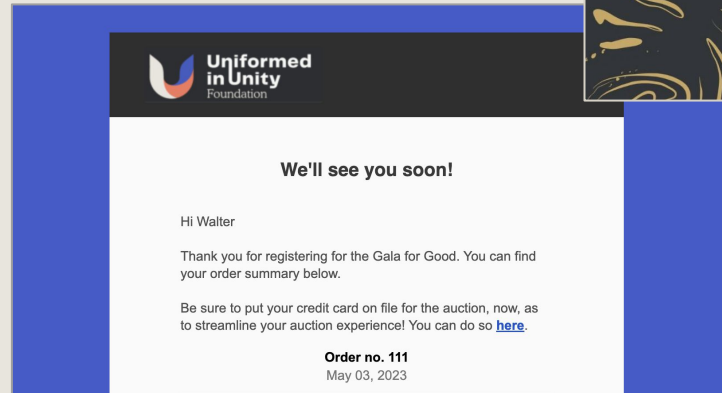 Uniformed
in Unity
Foundation
We'll see you soon!
Hi Walter
Thank you for registering for the Gala for Good. You can find
your order summary below.
Be sure to put your credit card on file for the auction, now, as
to streamline your auction experience! You can do so here.
Order no. 111
May 03, 2023